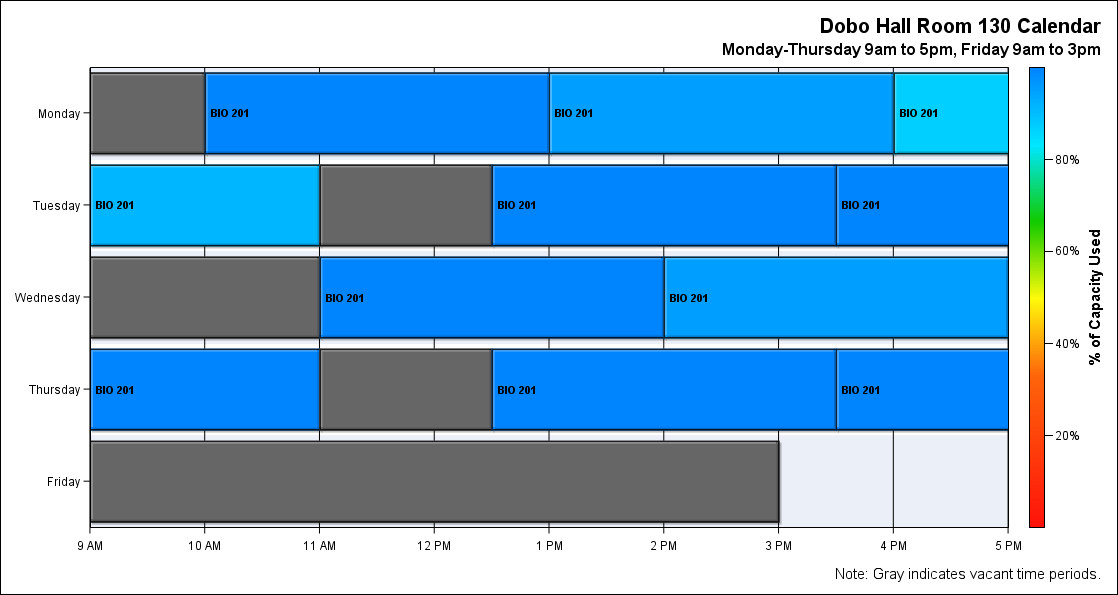 Dobo Hall Room 130 Calendar
Monday-Thursday 9am to 5pm, Friday 9am to 3pm
Monday
BIO 201
BIO 201
BIO 201
Tuesday
BIO 201
BIO 201
BIO 201
Wednesday
BIO 201
BIO 201
Thursday
BIO 201
BIO 201
BIO 201
Friday
9 AM
10 AM
11 AM
12 PM
1 PM
2 PM
3 PM
4 PM
5 PM
80%
60%
40%
20%
% of Capacity Used
Note: Gray indicates vacant time periods.